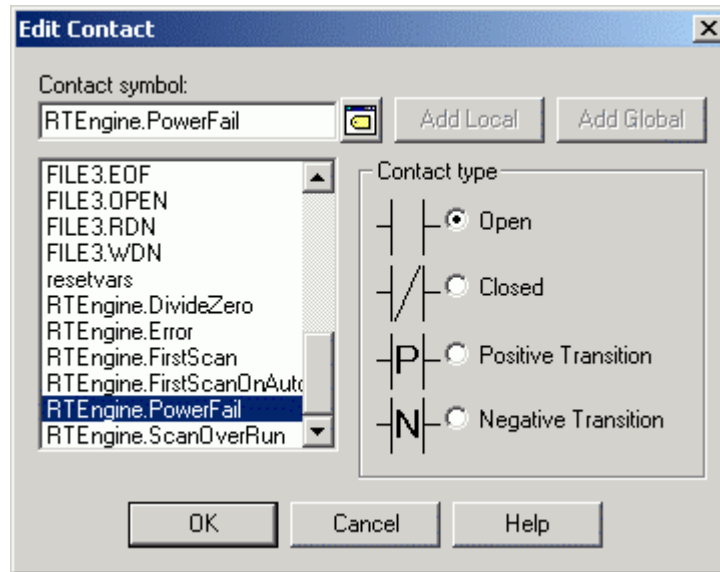 Edit Contact
Contact symbol:
RTEngine.PowerFail
Add Local
Add Global
FILE3.EOF
FILE3.OPEN
FILE3.RDN
FILE3.WDN
resetvars
RTEngine.DivideZero
RTEngine.Error
RTEngine.FirstScan
RTEngine.FirstScanOnAuto
RTEngine.PowerFail
RTEngine.ScanOverRun
Contact type
Open
Closed
P Positive Transition
N Negative Transition
OK
Cancel
Help